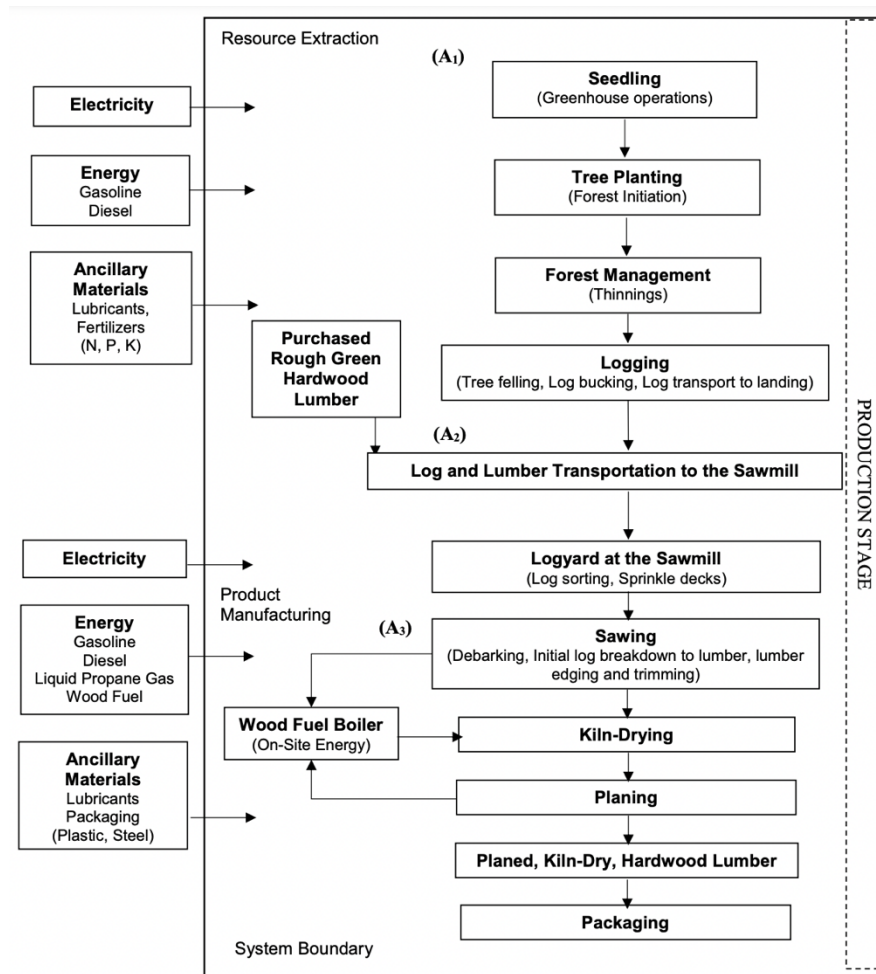 Resource Extraction
(A₁)
Seedling
(Greenhouse operations)
Electricity
Energy
Gasoline
Diesel
Tree Planting
(Forest Initiation)
Ancillary
Materials
Lubricants,
Fertilizers
(N, P, K)
Forest Management
(Thinnings)
Purchased
Rough Green
Hardwood
Lumber
Logging
(Tree felling, Log bucking, Log transport to landing)
(A₂)
Log and Lumber Transportation to the Sawmill
PRODUCTION STAGE
Electricity
Logyard at the Sawmill
(Log sorting, Sprinkle decks)
Product
Manufacturing
Energy
Gasoline
Diesel
Liquid Propane Gas
Wood Fuel
(A₃)
Sawing
(Debarking, Initial log breakdown to lumber, lumber
edging and trimming)
Wood Fuel Boiler
(On-Site Energy)
Kiln-Drying
Ancillary
Materials
Lubricants
Packaging
(Plastic, Steel)
Planing
Planed, Kiln-Dry, Hardwood Lumber
Packaging
System Boundary